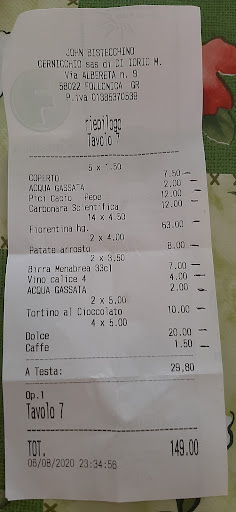 JOHN BISTECCHINO
CERNICCHIO sas di DI IORIO M.
Via ALBERETA n. 9
58022 FOLLONICA GR
P.iva 01395370539
riepilogo
Tavolo 7
5 x 1.50
COPERTO 7.50
ACQUA GASSATA 2.00
Pici Cacio Pepe 12.00
Carbonara Scientifica 12.00
14 x 4.50
Fiorentina hg. 63.00
2 x 4.00
Patate arrosto 8.00
2 x 3.50
Birra Menabrea 33cl 7.00
Vino calice 4 4.00
ACQUA GASSATA 2.00
2 x 5.00
Tortino al Cioccolato 10.00
4 x 5.00
Dolce 20.00
Caffe 1.50
A Testa: 29,80
Op.1
Tavolo 7
TOT. 149.00
06/08/2020 23:34:56